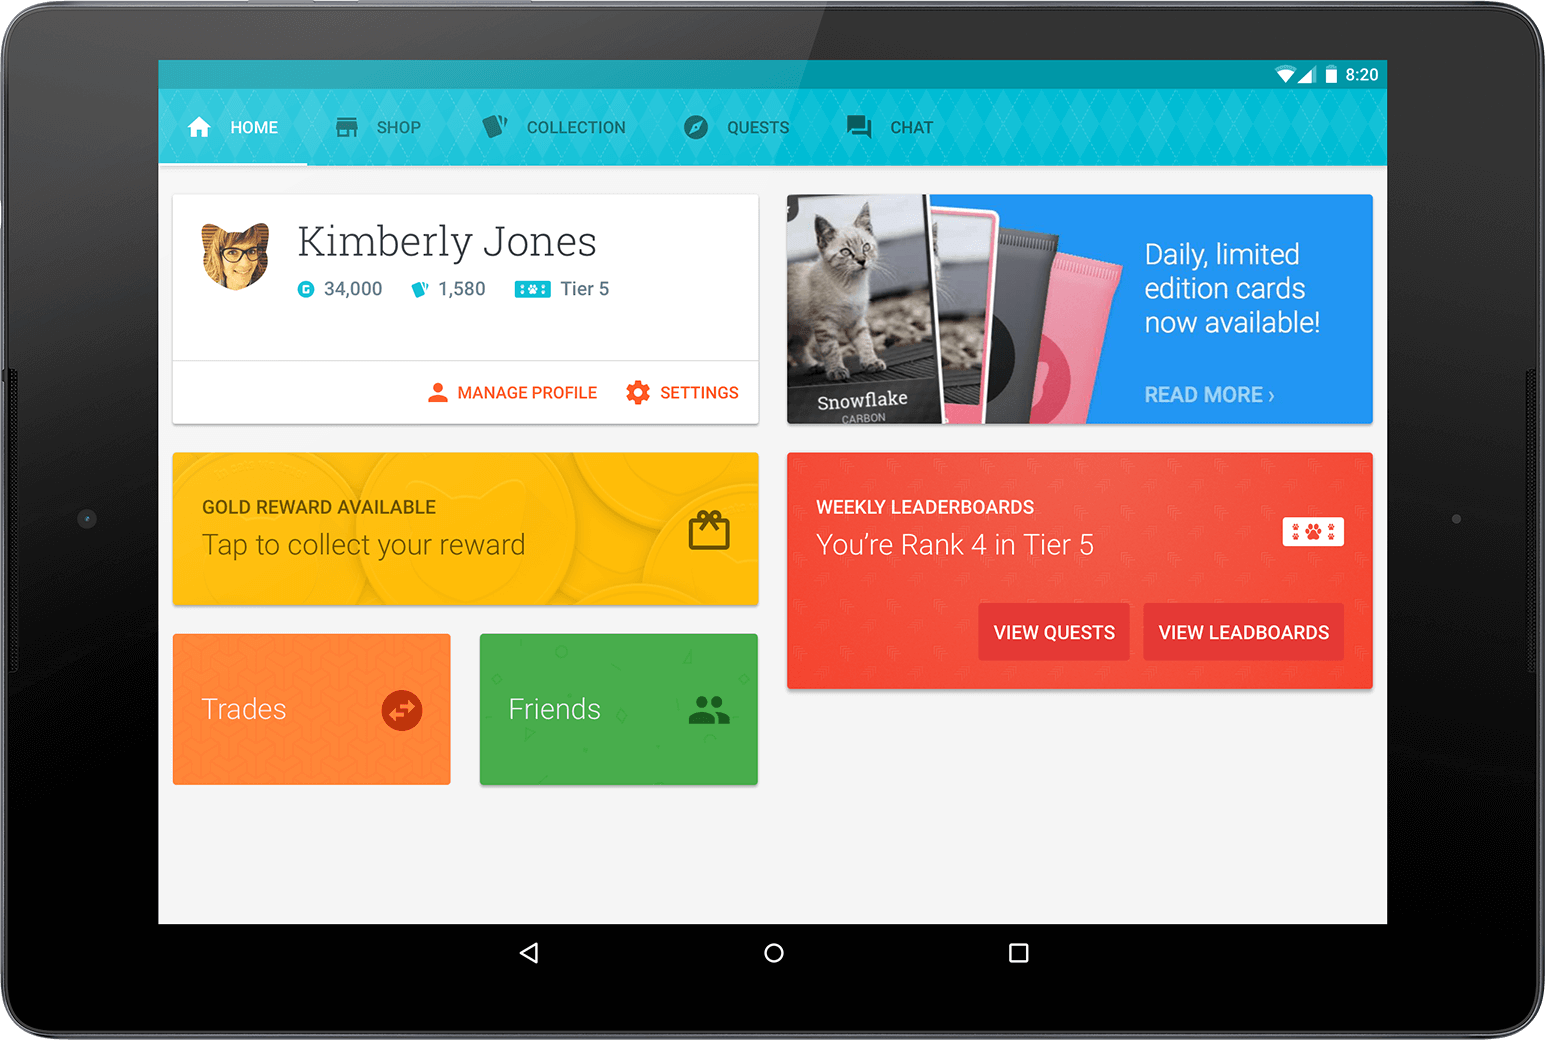 8:20
HOME
SHOP
COLLECTION
QUESTS
CHAT
Kimberly Jones
34,000
1,580
Tier 5
MANAGE PROFILE
SETTINGS
Snowflake
CARBON
Daily, limited
edition cards
now available!
READ MORE ›
GOLD REWARD AVAILABLE
Tap to collect your reward
WEEKLY LEADERBOARDS
You’re Rank 4 in Tier 5
VIEW QUESTS
VIEW LEADBOARDS
Trades
Friends